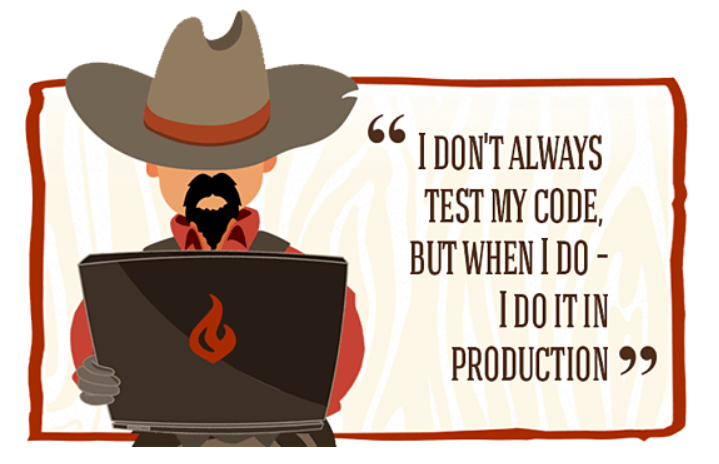 “ I DON'T ALWAYS
TEST MY CODE,
BUT WHEN I DO -
I DO IT IN
PRODUCTION ”